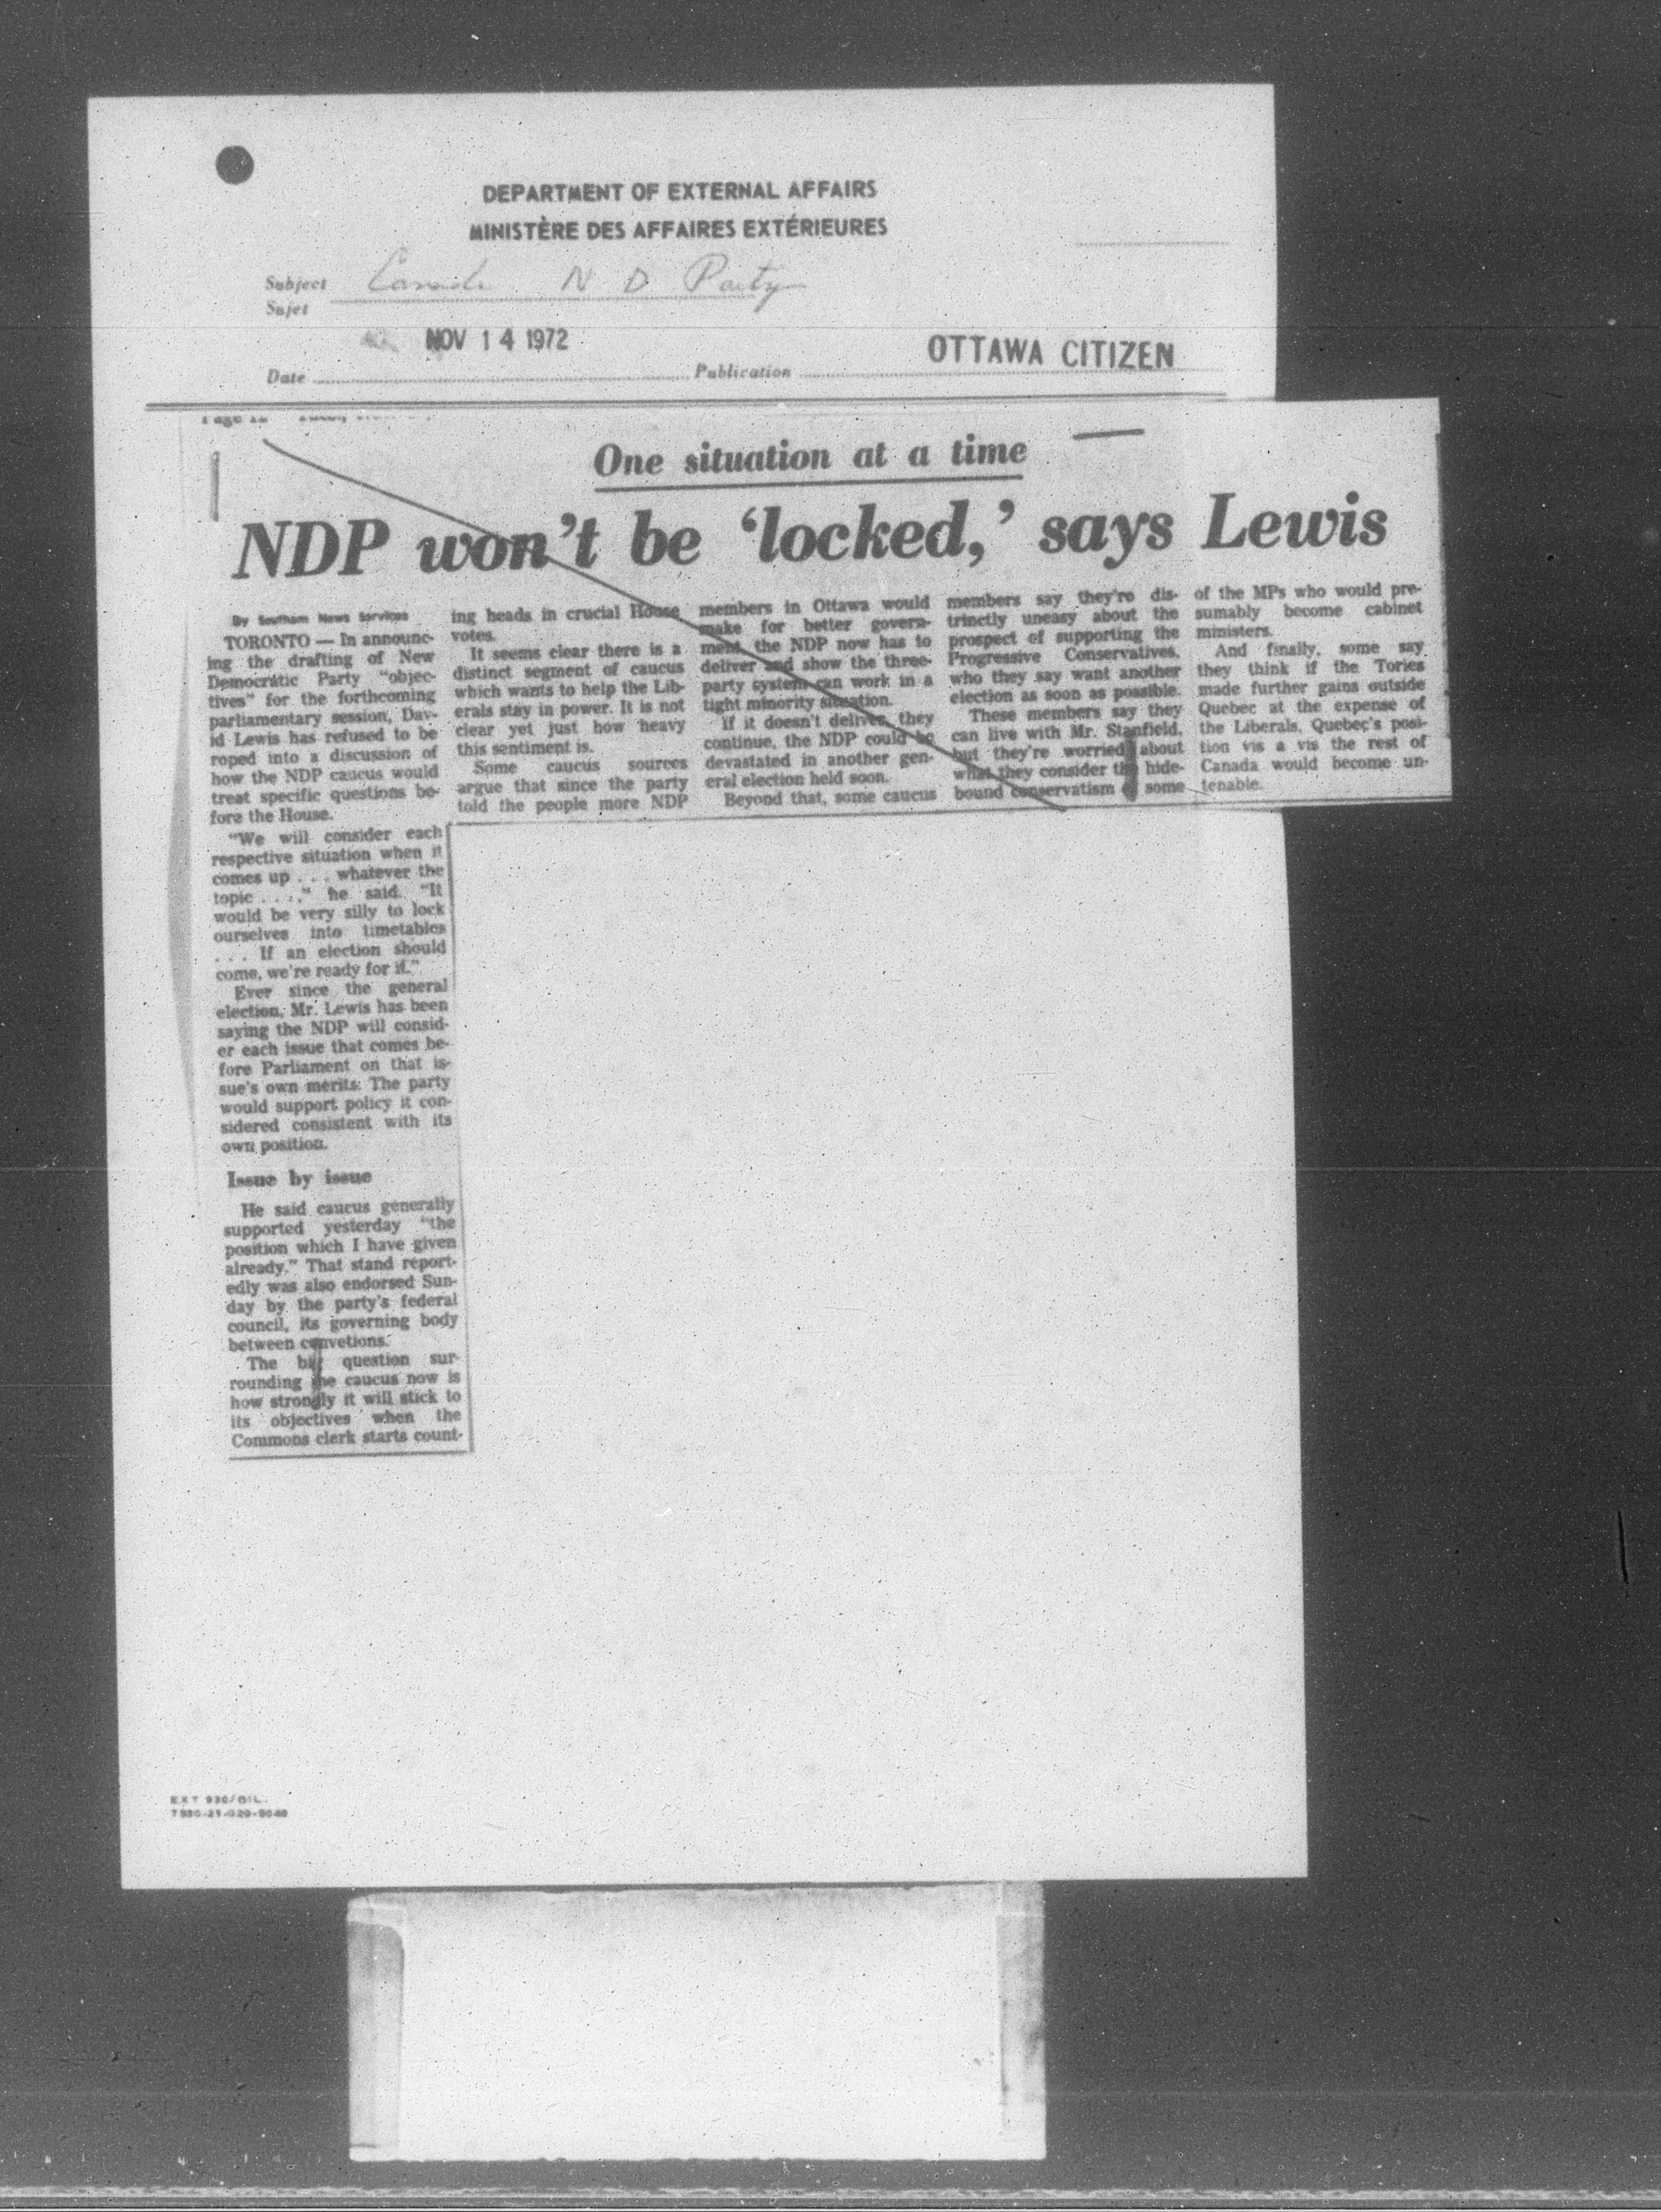 DEPARTMENT OF EXTERNAL AFFAIRS
MINISTÈRE DES AFFAIRES EXTÉRIEURES
Subject Canada N D Party
Sujet
NOV 14 1972
OTTAWA CITIZEN
Date
Publication
Page
One situation at a time
NDP won't be 'locked,' says Lewis
By Southam News Services
TORONTO — In announc-
ing the drafting of New
Democratic Party "objec-
tives" for the forthcoming
parliamentary session, Dav-
id Lewis has refused to be
roped into a discussion of
how the NDP caucus would
treat specific questions be-
fore the House.
"We will consider each
respective situation when it
comes up . . . whatever the
topic . . .," he said. "It
would be very silly to lock
ourselves into timetables
. . . If an election should
come, we're ready for it."
Ever since the general
election, Mr. Lewis has been
saying the NDP will consid-
er each issue that comes be-
fore Parliament on that is-
sue's own merits: The party
would support policy it con-
sidered consistent with its
own position.
Issue by issue
He said caucus generally
supported yesterday "the
position which I have given
already." That stand report-
edly was also endorsed Sun-
day by the party's federal
council, its governing body
between convetions.
The big question sur-
rounding the caucus now is
how strongly it will stick to
its objectives when the
Commons clerk starts count-
ing heads in crucial House
votes.
It seems clear there is a
distinct segment of caucus
which wants to help the Lib-
erals stay in power. It is not
clear yet just how heavy
this sentiment is.
Some caucus sources
argue that since the party
told the people more NDP
members in Ottawa would
make for better govern-
ment, the NDP now has to
deliver and show the three-
party system can work in a
tight minority situation.
If it doesn't deliver, they
continue, the NDP could be
devastated in another gen-
eral election held soon.
Beyond that, some caucus
members say they're dis-
trinctly uneasy about the
prospect of supporting the
Progressive Conservatives,
who they say want another
election as soon as possible.
These members say they
can live with Mr. Stanfield,
but they're worried about
what they consider the hide-
bound conservatism of some
of the MPs who would pre-
sumably become cabinet
ministers.
And finally, some say
they think if the Tories
made further gains outside
Quebec at the expense of
the Liberals, Quebec's posi-
tion vis a vis the rest of
Canada would become un-
tenable.
EXT 930/BIL.